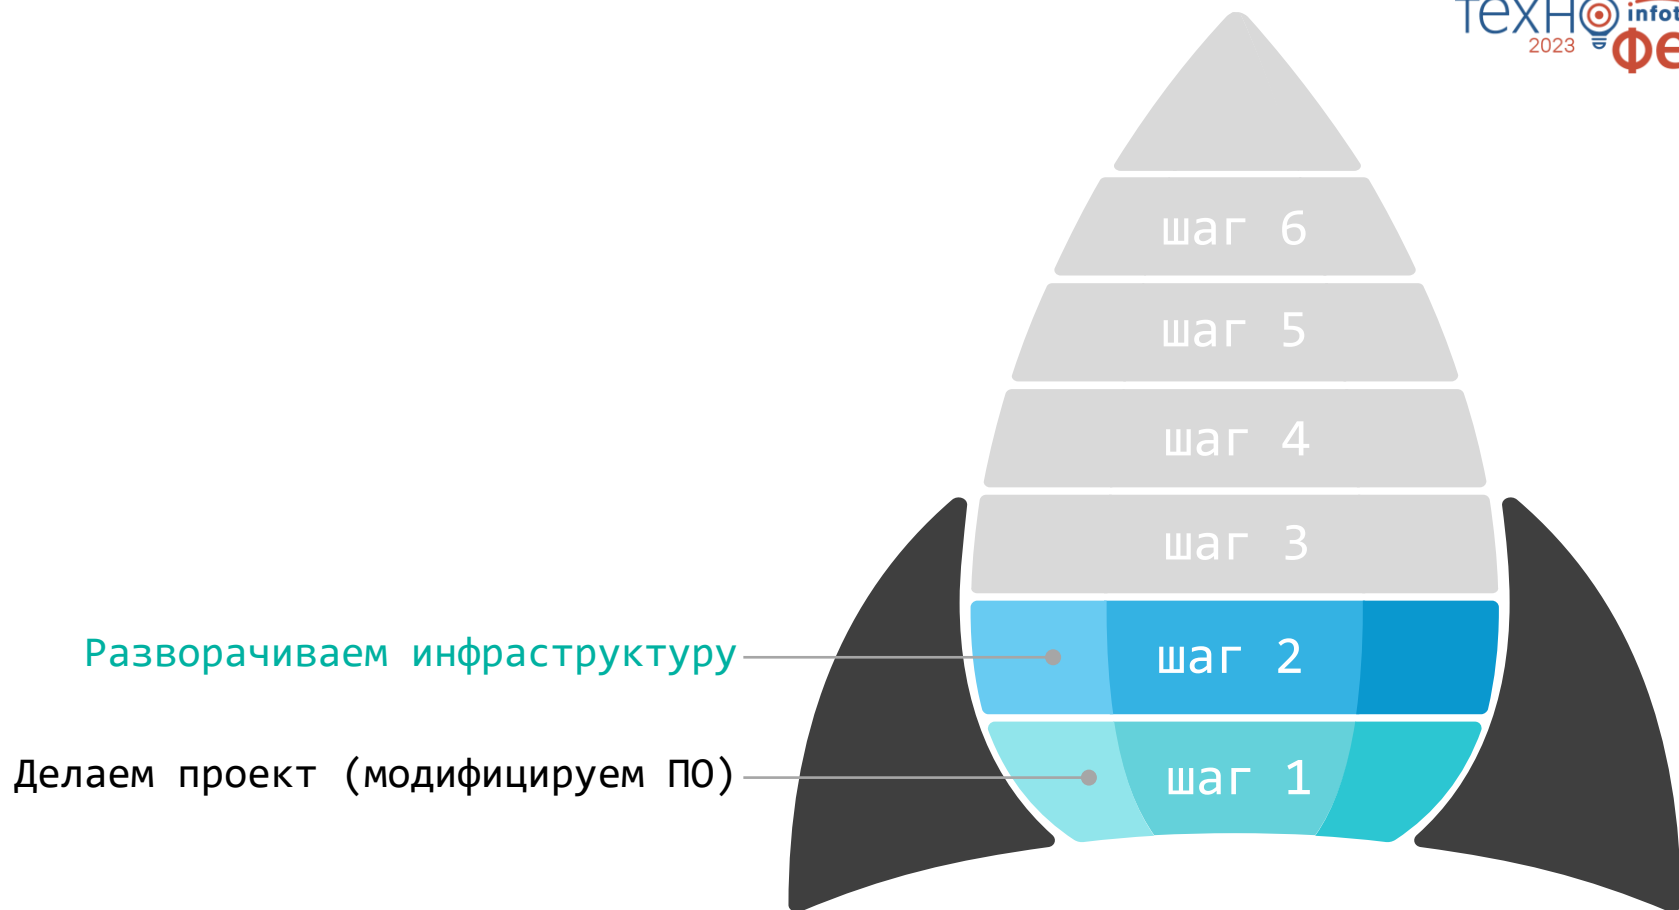 техно infot
2023 фе
шаг 6
шаг 5
шаг 4
шаг 3
Разворачиваем инфраструктуру
шаг 2
Делаем проект (модифицируем ПО)
шаг 1